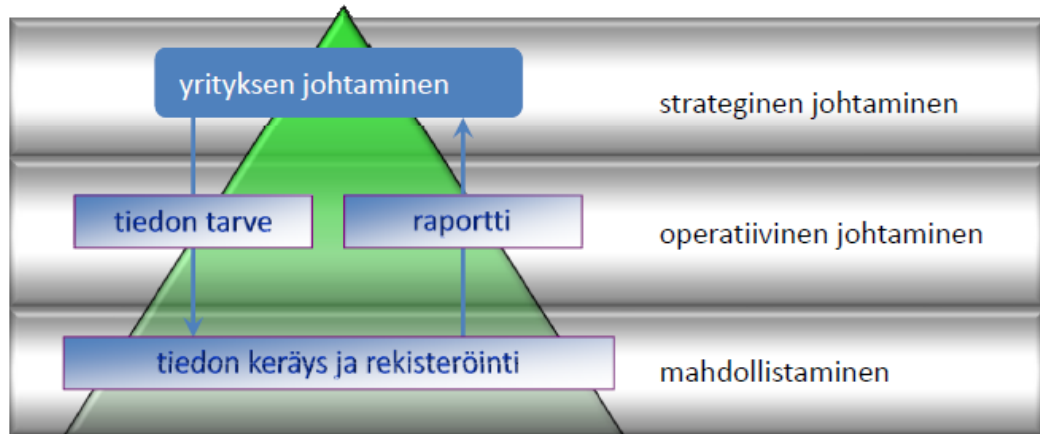 yrityksen johtaminen
strateginen johtaminen
tiedon tarve
raportti
operatiivinen johtaminen
tiedon keräys ja rekisteröinti
mahdollistaminen